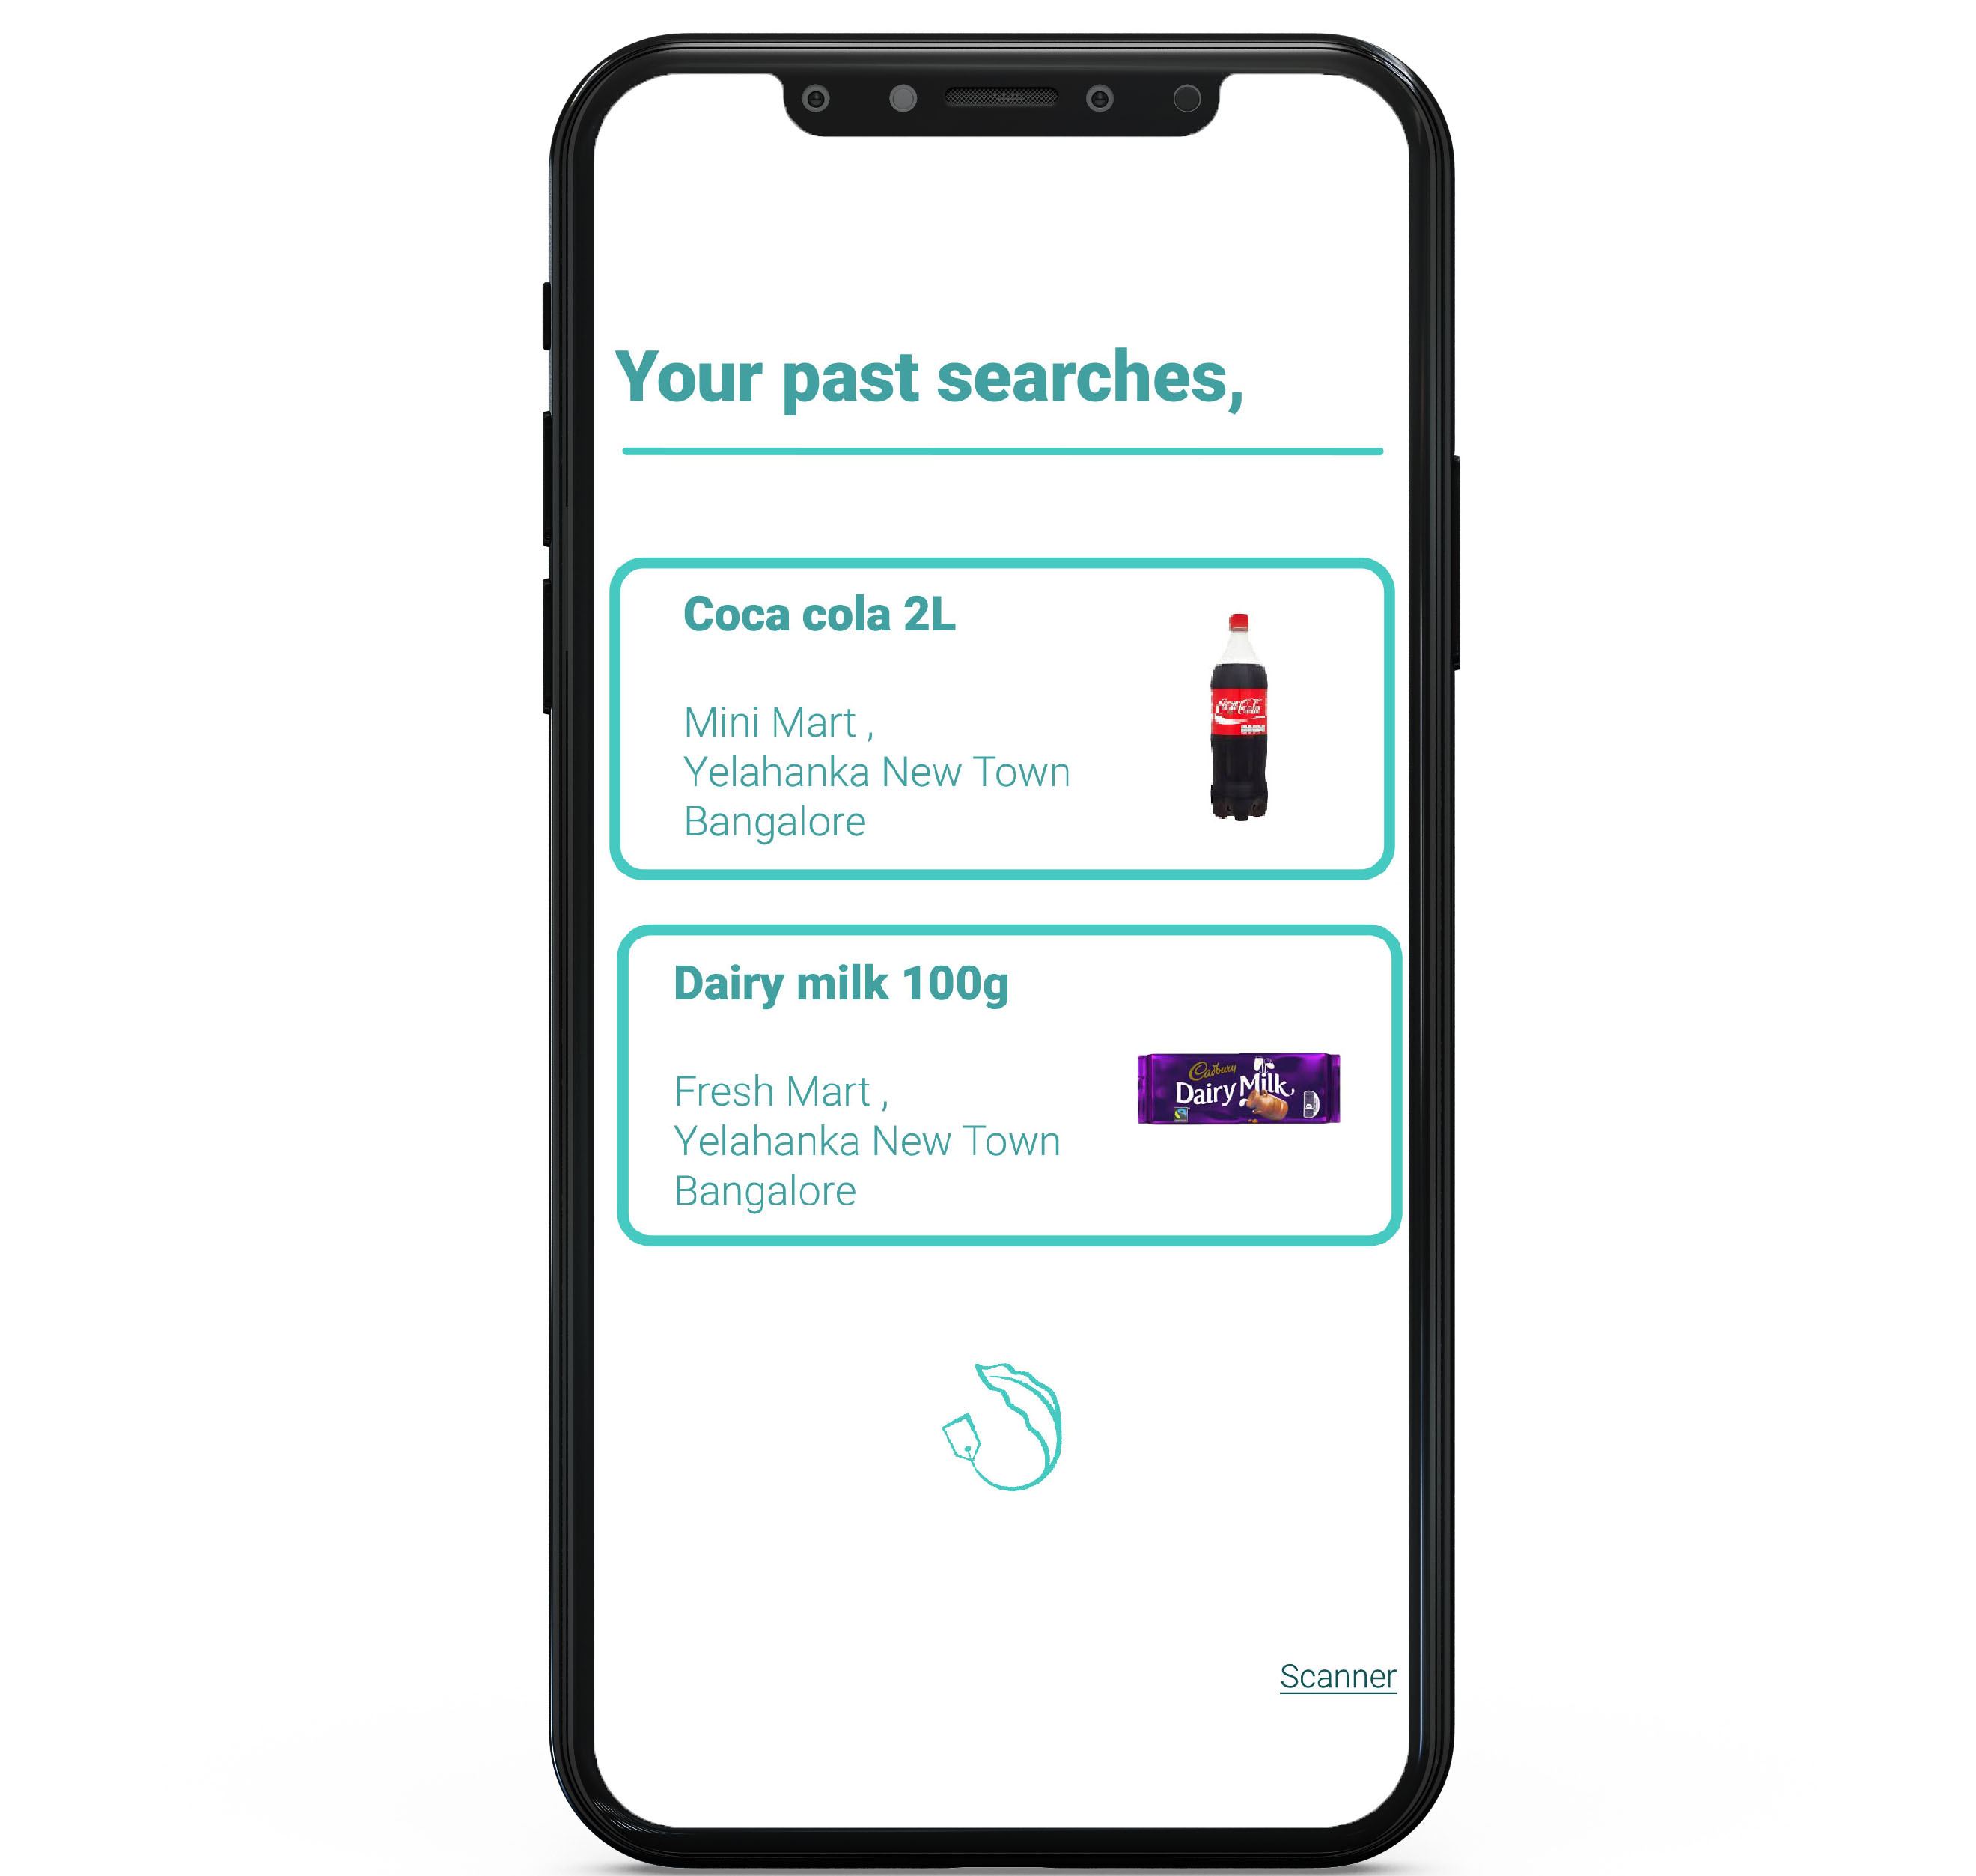 Your past searches,
Coca cola 2L
Mini Mart ,
Yelahanka New Town
Bangalore
Coca-Cola
Dairy milk 100g
Fresh Mart ,
Yelahanka New Town
Bangalore
Cadbury
Dairy Milk
Scanner